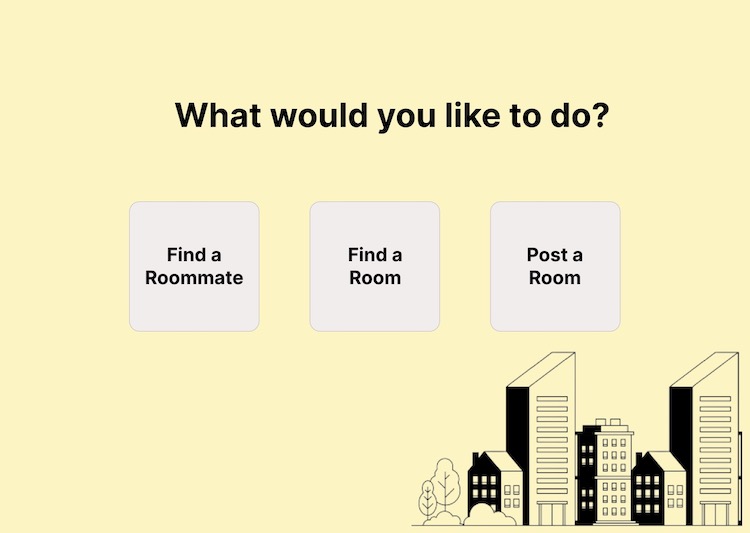 What would you like to do?
Find a
Roommate
Find a
Room
Post a
Room